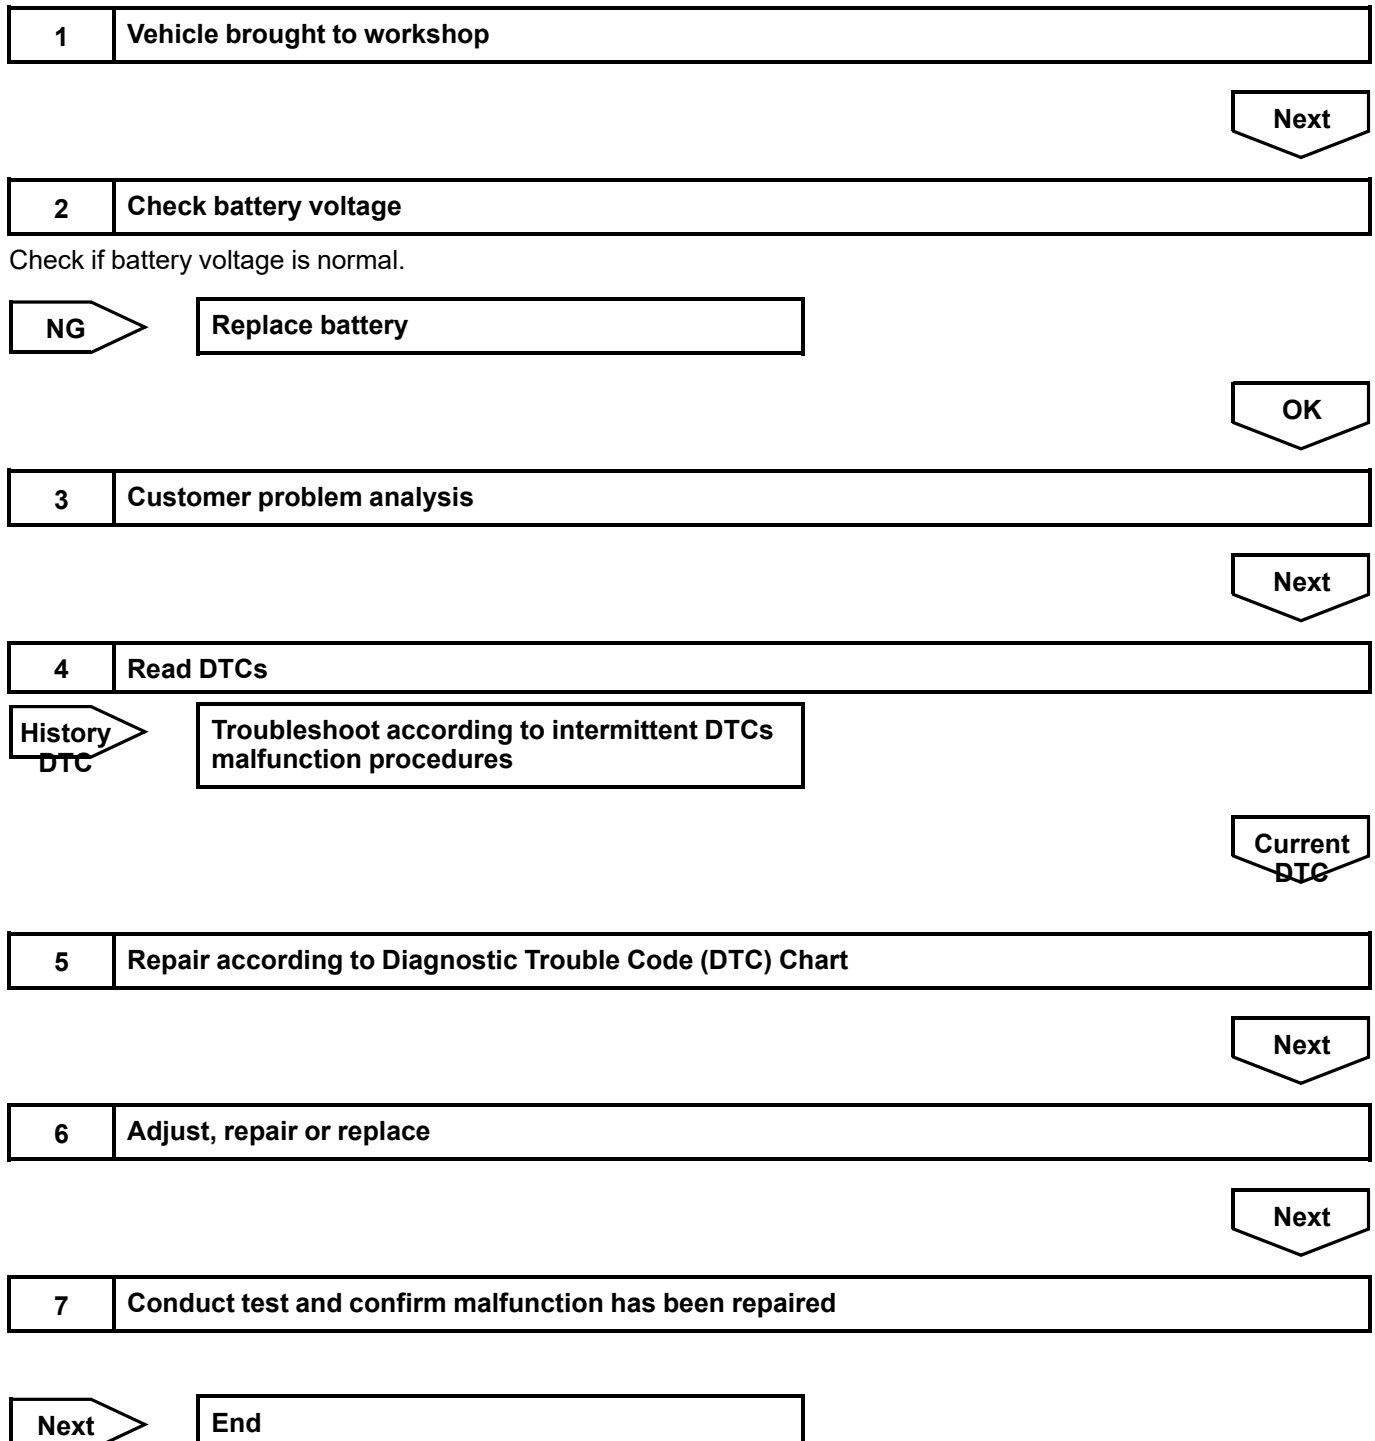 1 Vehicle brought to workshop
Next
2 Check battery voltage
Check if battery voltage is normal.
NG Replace battery
OK
3 Customer problem analysis
Next
4 Read DTCs
History
DTC
Troubleshoot according to intermittent DTCs
malfunction procedures
Current
DTC
5 Repair according to Diagnostic Trouble Code (DTC) Chart
Next
6 Adjust, repair or replace
Next
7 Conduct test and confirm malfunction has been repaired
Next End